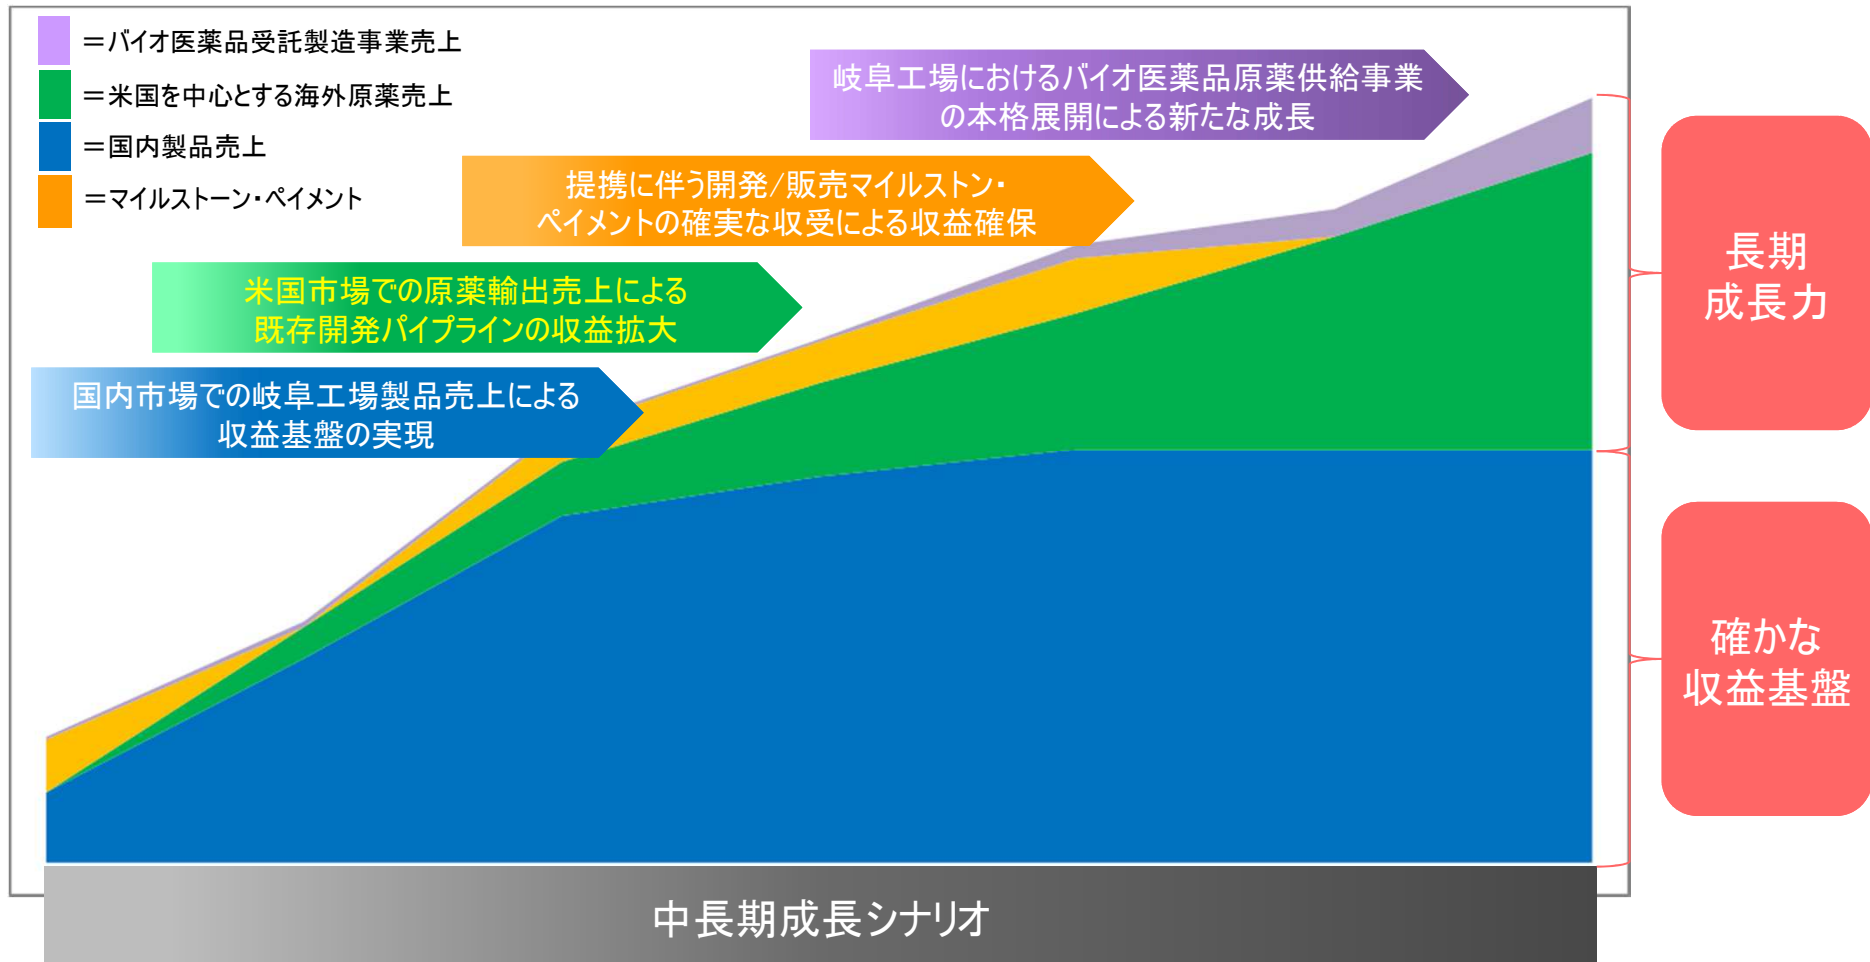 ＝バイオ医薬品受託製造事業売上
＝米国を中心とする海外原薬売上
＝国内製品売上
＝マイルストーン・ペイメント
岐阜工場におけるバイオ医薬品原薬供給事業
の本格展開による新たな成長
提携に伴う開発/販売マイルストン・
ペイメントの確実な収受による収益確保
米国市場での原薬輸出売上による
既存開発パイプラインの収益拡大
国内市場での岐阜工場製品売上による
収益基盤の実現
長期
成長力
確かな
収益基盤
中長期成長シナリオ